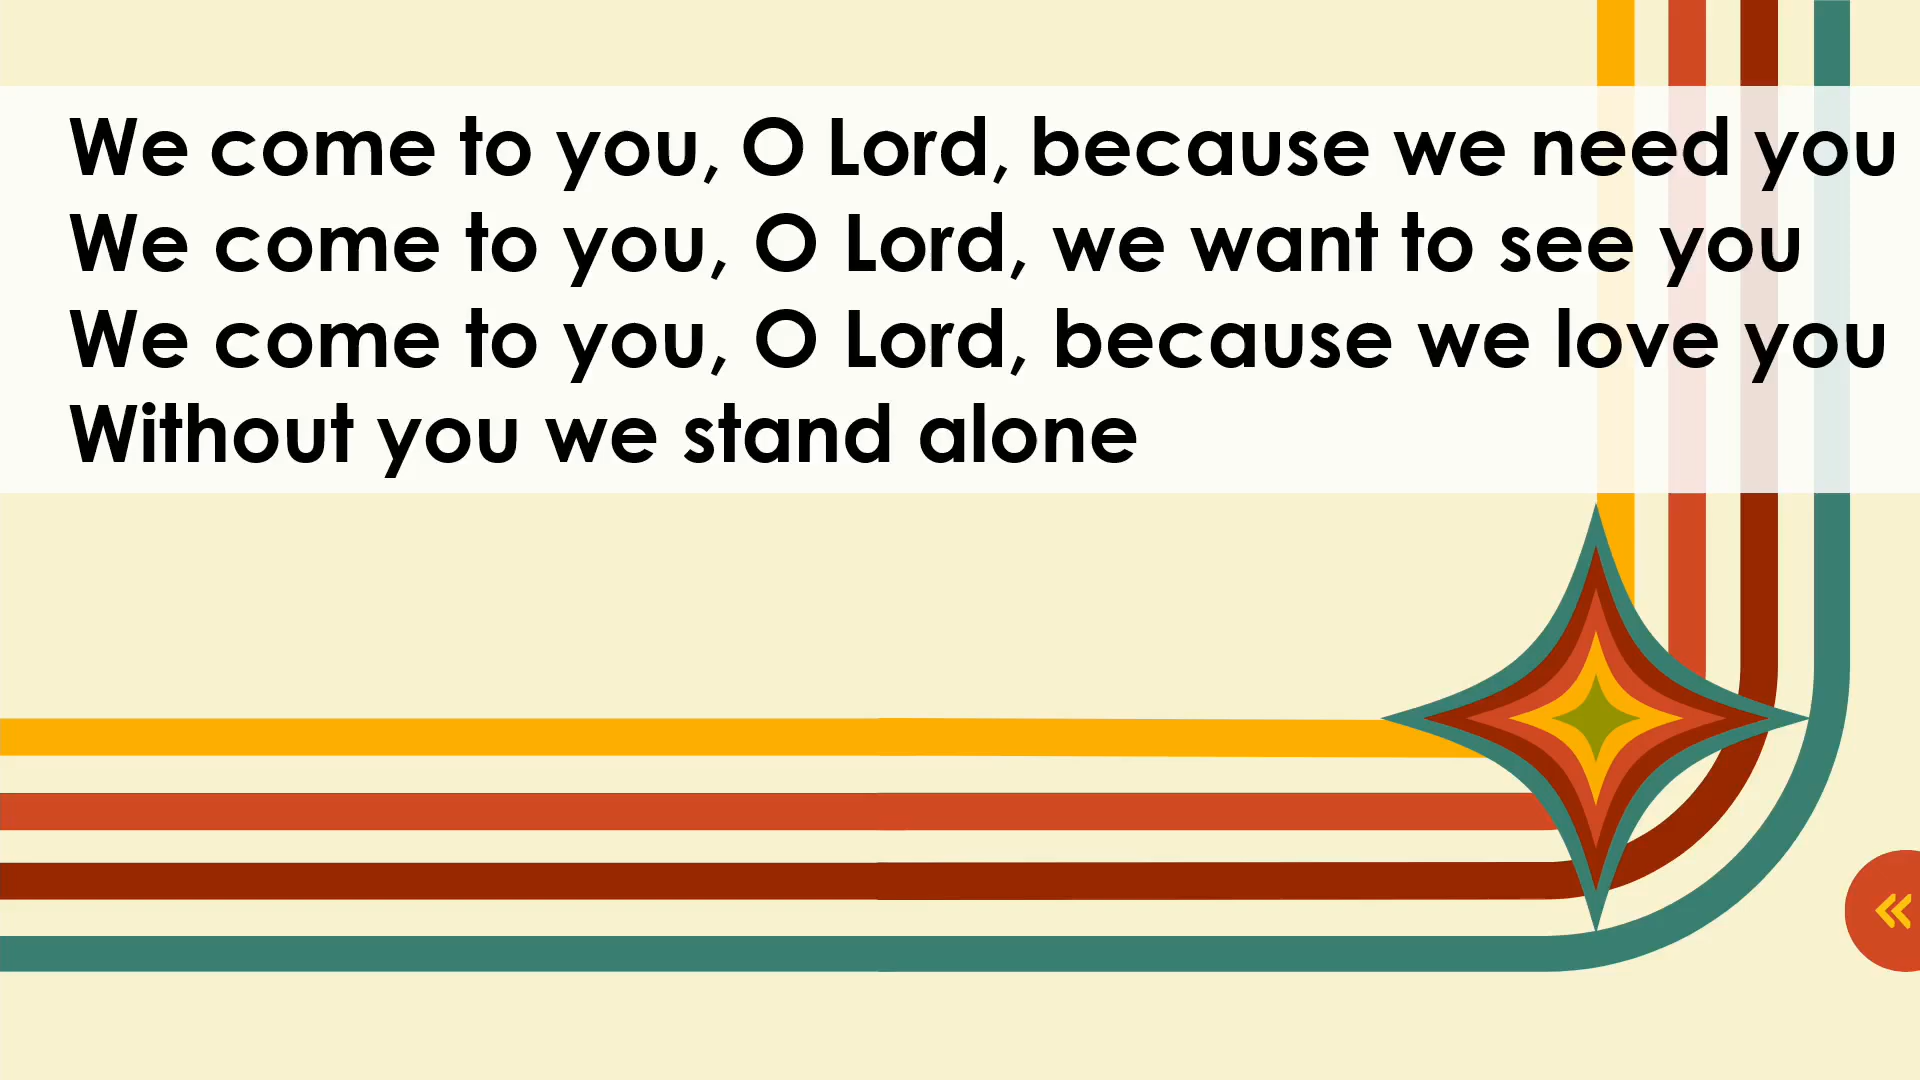 We come to you, O Lord, because we need you
We come to you, O Lord, we want to see you
We come to you, O Lord, because we love you
Without you we stand alone